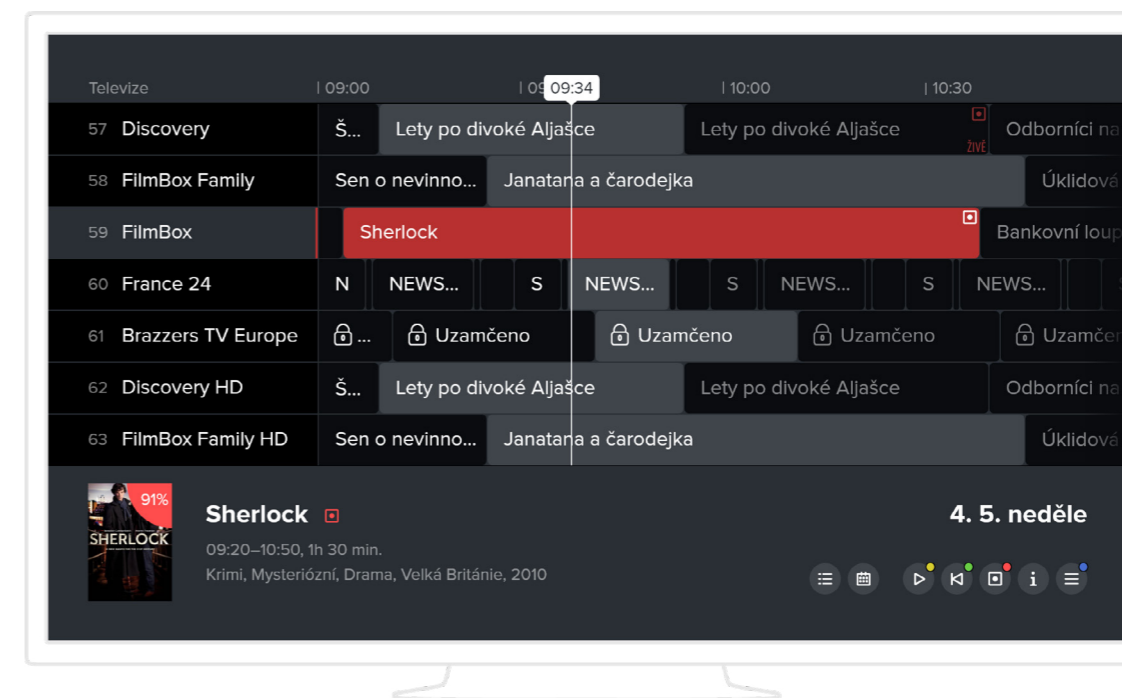 Televize | 09:00 | 09 09:34 | 10:00 | 10:30
57 Discovery Š... Lety po divoké Aljašce Lety po divoké Aljašce ŽIVĚ Odborníci na
58 FilmBox Family Sen o nevinno... Janatana a čarodejka Úklidová
59 FilmBox Sherlock Bankovní loup
60 France 24 N NEWS... S NEWS... S NEWS... S NEWS...
61 Brazzers TV Europe ... Uzamčeno Uzamčeno Uzamčeno Uzamčen
62 Discovery HD Š... Lety po divoké Aljašce Lety po divoké Aljašce Odborníci na
63 FilmBox Family HD Sen o nevinno... Janatana a čarodejka Úklidová
91%
SHERLOCK
Sherlock
09:20–10:50, 1h 30 min.
Krimi, Mysteriózní, Drama, Velká Británie, 2010
4. 5. neděle